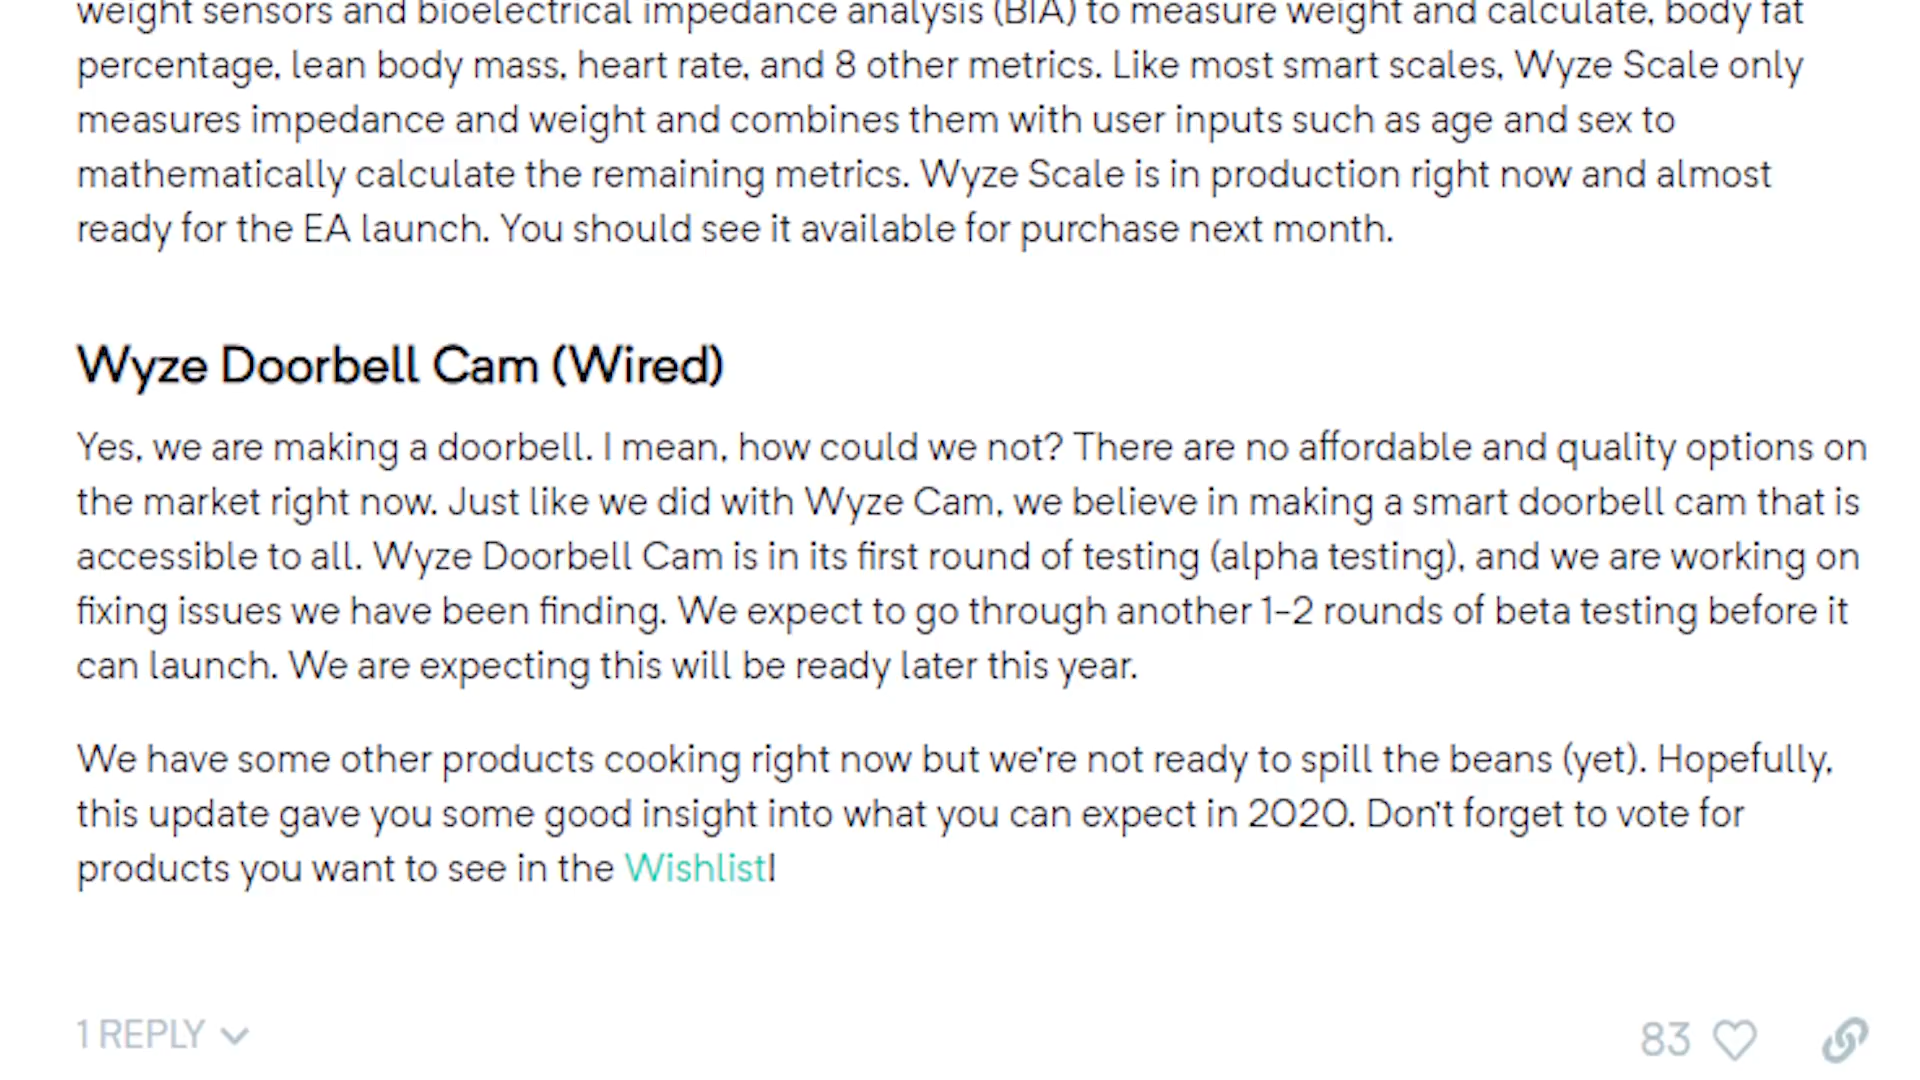 weight sensors and bioelectrical impedance analysis (BIA) to measure weight and calculate, body fat
percentage, lean body mass, heart rate, and 8 other metrics. Like most smart scales, Wyze Scale only
measures impedance and weight and combines them with user inputs such as age and sex to
mathematically calculate the remaining metrics. Wyze Scale is in production right now and almost
ready for the EA launch. You should see it available for purchase next month.
Wyze Doorbell Cam (Wired)
Yes, we are making a doorbell. I mean, how could we not? There are no affordable and quality options on
the market right now. Just like we did with Wyze Cam, we believe in making a smart doorbell cam that is
accessible to all. Wyze Doorbell Cam is in its first round of testing (alpha testing), and we are working on
fixing issues we have been finding. We expect to go through another 1-2 rounds of beta testing before it
can launch. We are expecting this will be ready later this year.
We have some other products cooking right now but we're not ready to spill the beans (yet). Hopefully,
this update gave you some good insight into what you can expect in 2020. Don't forget to vote for
products you want to see in the Wishlist!
1 REPLY
83